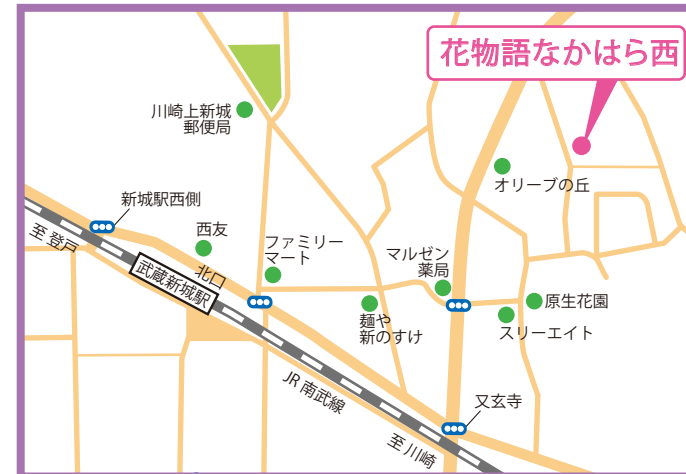 花物語なかはら西
川崎上新城
郵便局
オリーブの丘
新城駅西側
西友
ファミリー
マート
マルゼン
薬局
至 登戸
北口
武蔵新城駅
原生花園
麺や
新のすけ
スリーエイト
JR 南武線
又玄寺
至 川崎